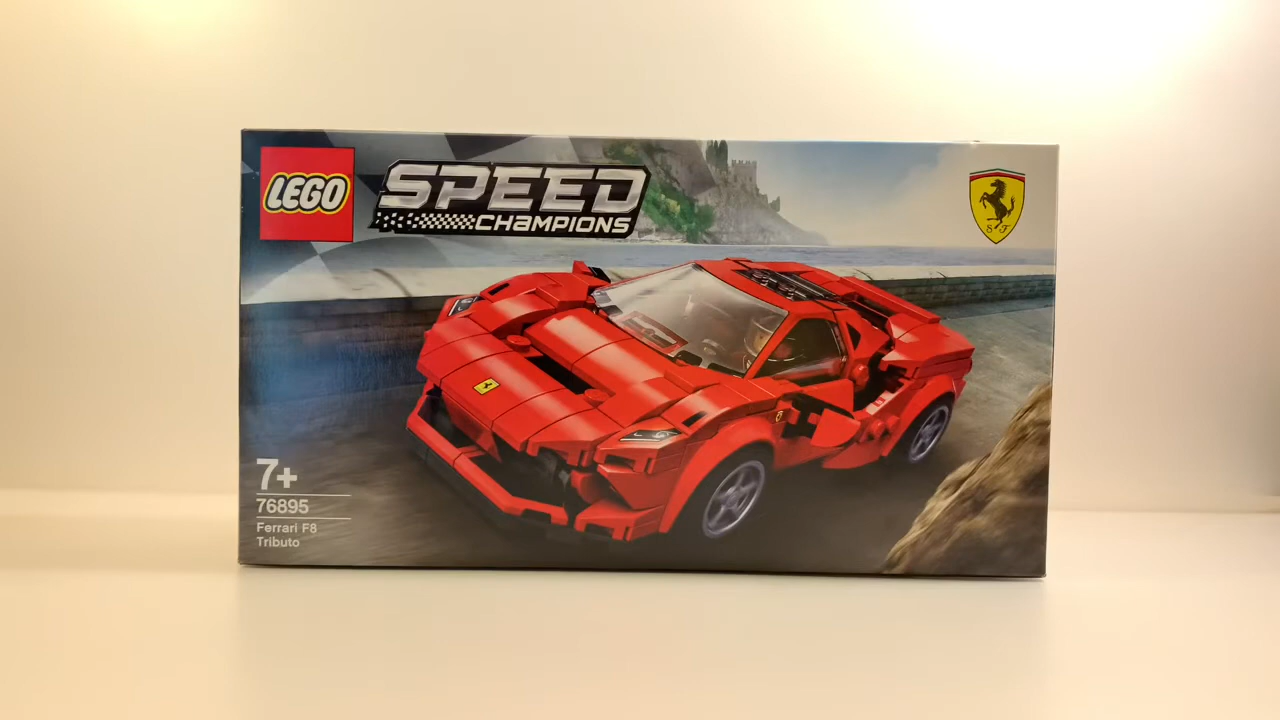 LEGO
SPEED
CHAMPIONS
S F
7+
76895
Ferrari F8
Tributo